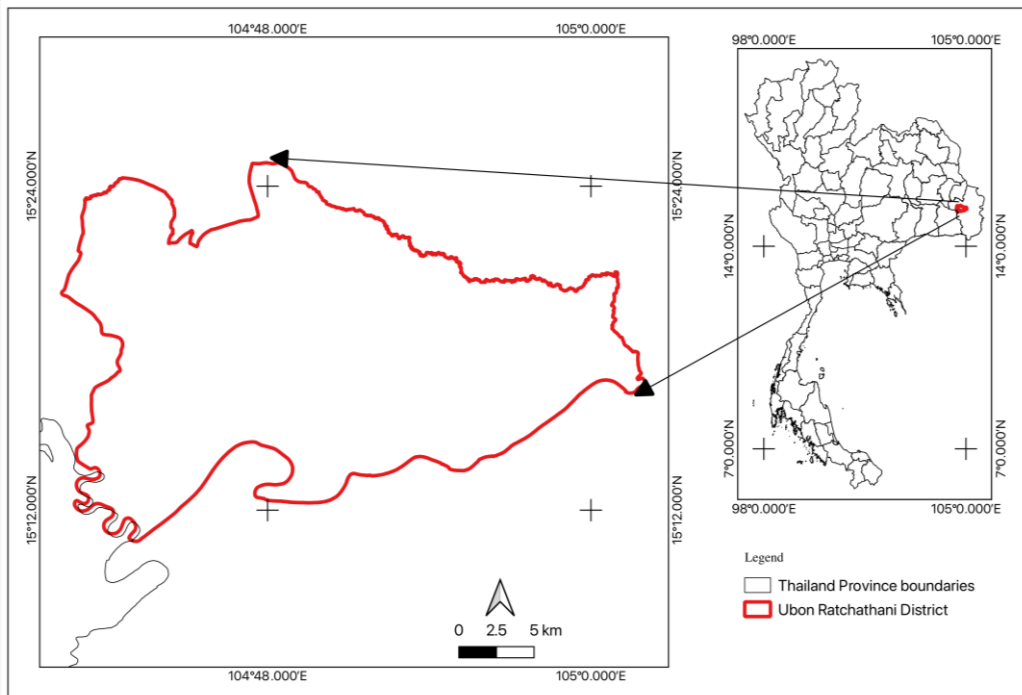 104°48.000'E 105°0.000'E
15°24.000'N 15°24.000'N
15°12.000'N 15°12.000'N
0 2.5 5 km
104°48.000'E 105°0.000'E
98°0.000'E 105°0.000'E
14°0.000'N 14°0.000'N
7°0.000'N 7°0.000'N
98°0.000'E 105°0.000'E
Legend
Thailand Province boundaries
Ubon Ratchathani District